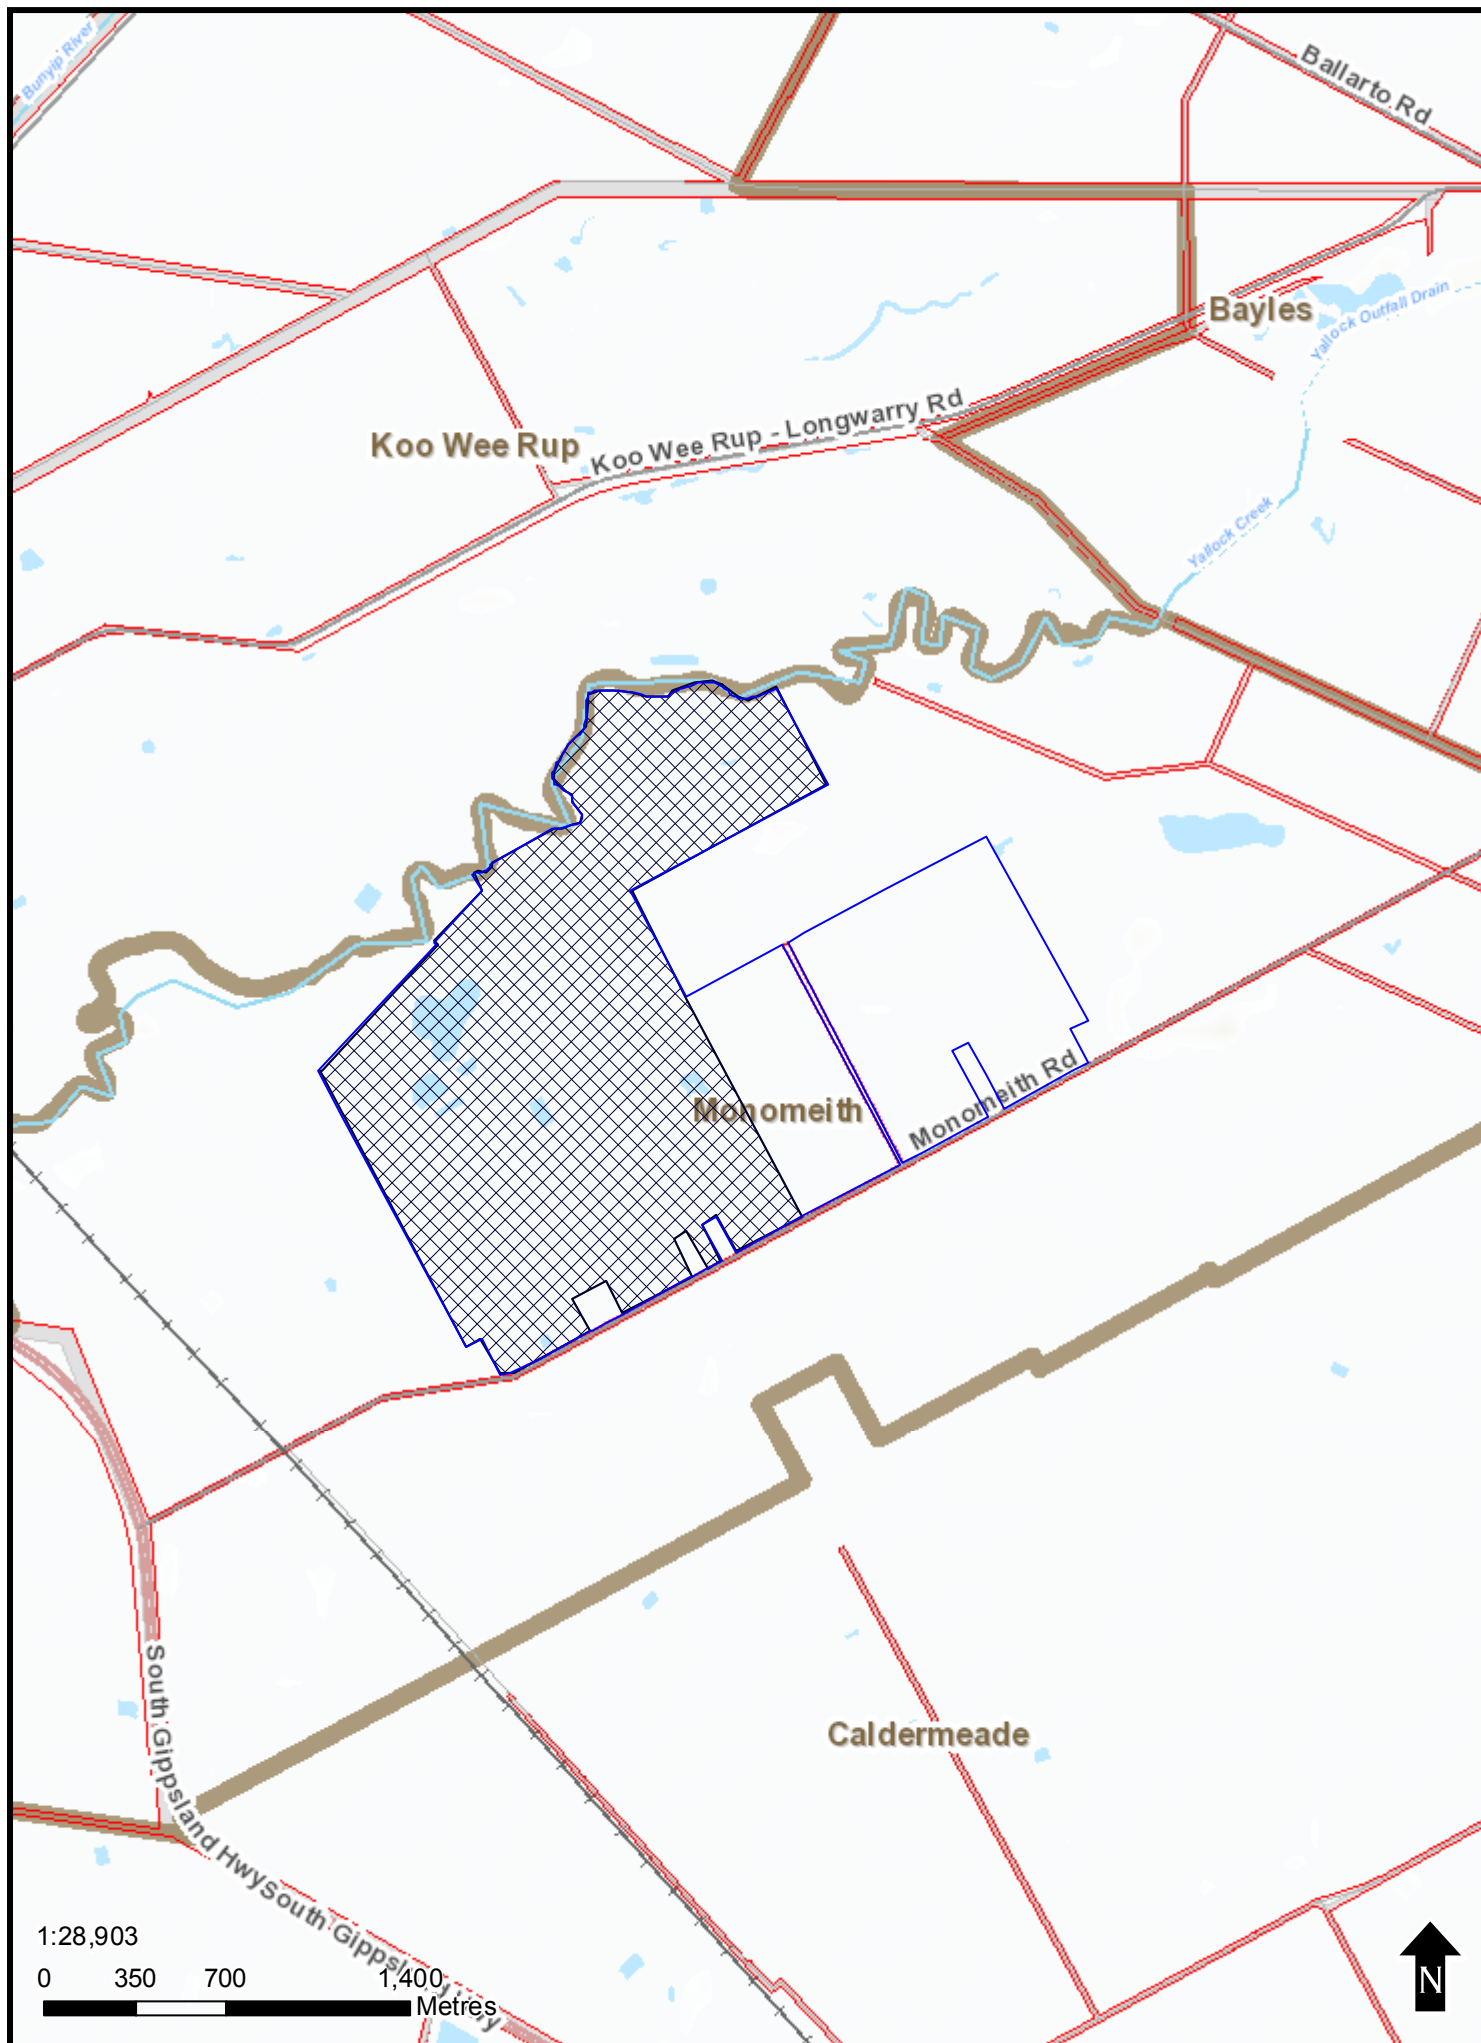 Bunyip River
Ballarto Rd
Bayles
Yallock Outfall Drain
Koo Wee Rup
Koo Wee Rup - Longwarry Rd
Yallock Creek
Monomeith
Monomeith Rd
Caldermeade
South Gippsland Hwy
South Gippsland Hwy
1:28,903
0 350 700 1,400
Metres
N